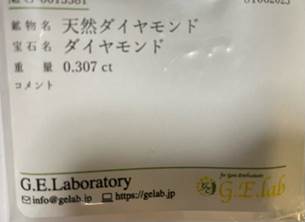 鉱物名 天然ダイヤモンド
宝石名 ダイヤモンド
重量 0.307 ct
コメント
G.E.Laboratory
info@gelab.jp https://gelab.jp
G.E.lab